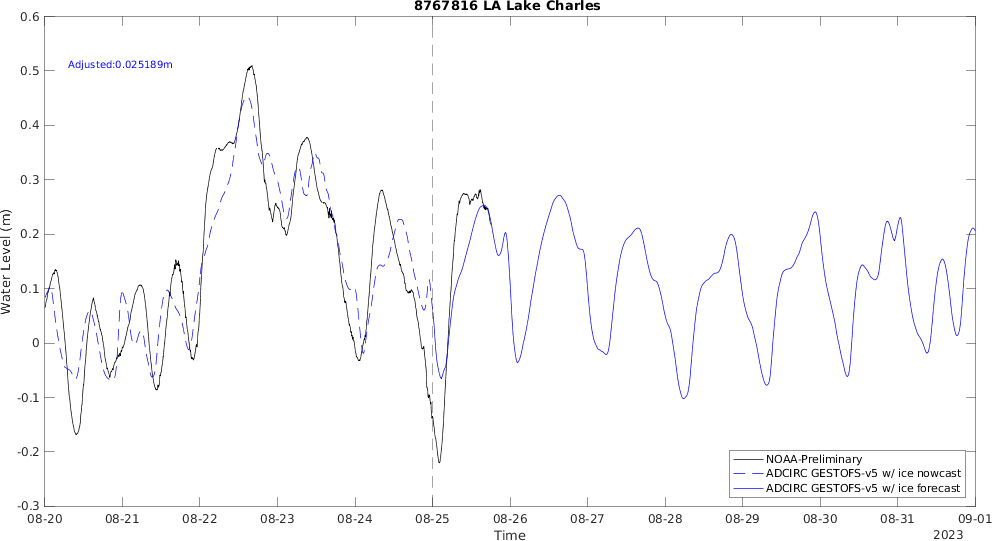 8767816 LA Lake Charles
0.6
0.5
0.4
0.3
0.2
0.1
0
-0.1
-0.2
-0.3
Water Level (m)
Adjusted:0.025189m
NOAA-Preliminary
ADCIRC GESTOFS-v5 w/ ice nowcast
ADCIRC GESTOFS-v5 w/ ice forecast
08-20 08-21 08-22 08-23 08-24 08-25 08-26 08-27 08-28 08-29 08-30 08-31 09-01
Time
2023